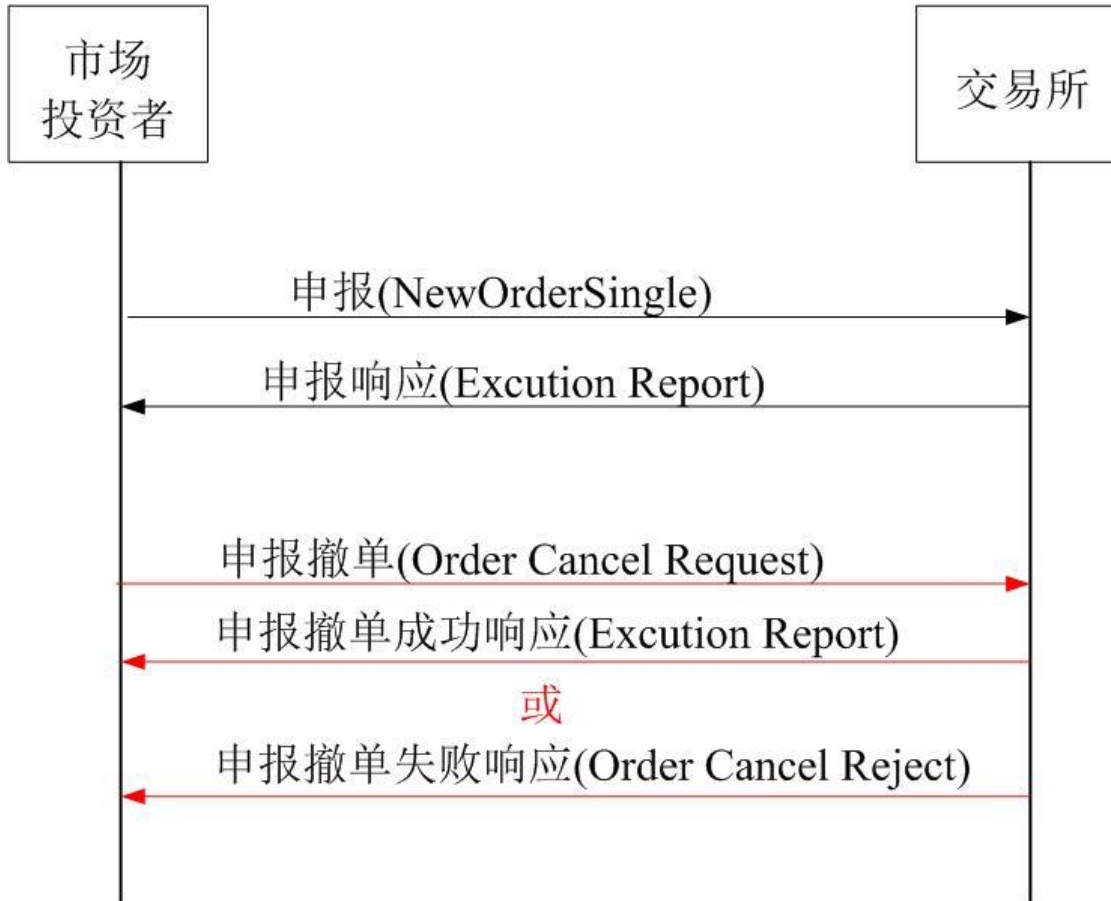 市场
投资者
交易所
申报(NewOrderSingle)
申报响应(Excution Report)
申报撤单(Order Cancel Request)
申报撤单成功响应(Excution Report)
或
申报撤单失败响应(Order Cancel Reject)